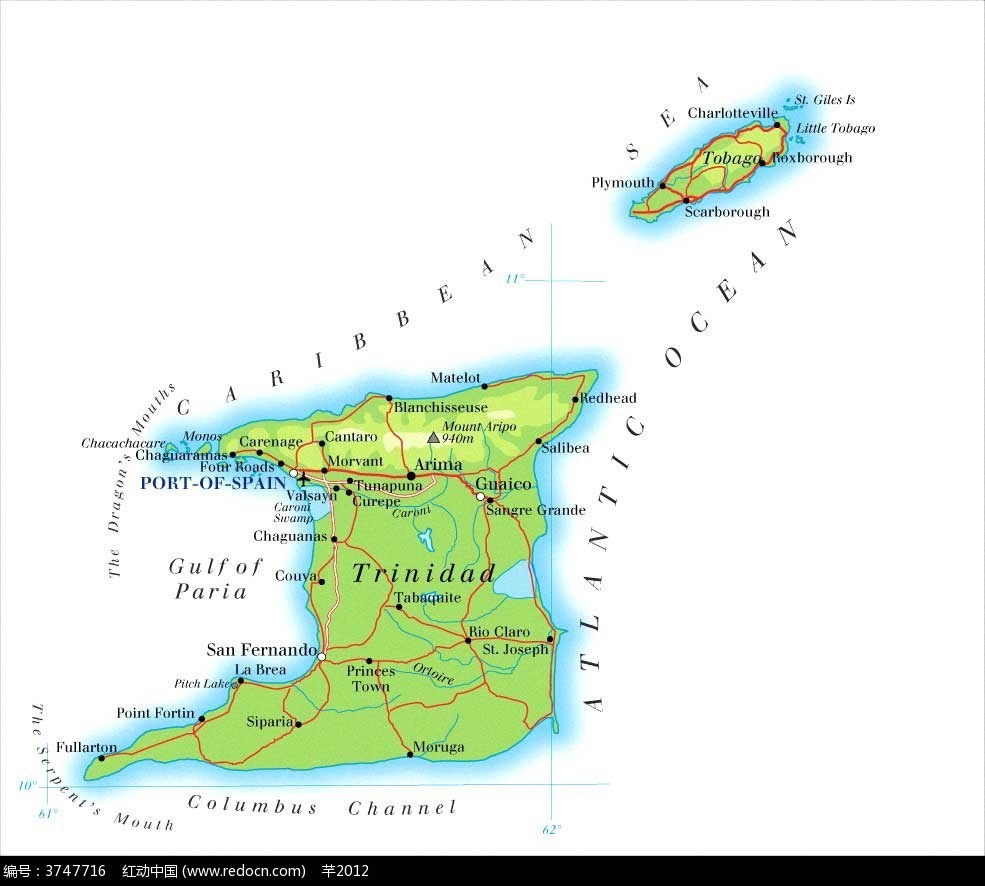 St. Giles Is
Charlotteville
Little Tobago
Tobago
Roxborough
Plymouth
Scarborough
CARIBBEAN SEA
ATLANTIC OCEAN
11°
Matelot
Redhead
Blanchisseuse
Mount Aripo
940m
Monos
Chacachacare
Carenage
Cantaro
Salibea
Chaguaramas
Four Roads
Morvant
Arima
PORT-OF-SPAIN
Tunapuna
Guaico
Valsayn
Curepe
Caroni
Swamp
Caroni
Sangre Grande
The Dragon's Mouths
Chaguanas
Gulf of
Paria
Couva
Trinidad
Tabaquite
Rio Claro
St. Joseph
San Fernando
La Brea
Pitch Lake
Princes
Town
Ortoire
Point Fortin
Siparia
Fullarton
Moruga
The Serpent's Mouth
10°
61°
Columbus Channel
62°
编号：3747716 红动中国 (www.redocn.com) 芊2012